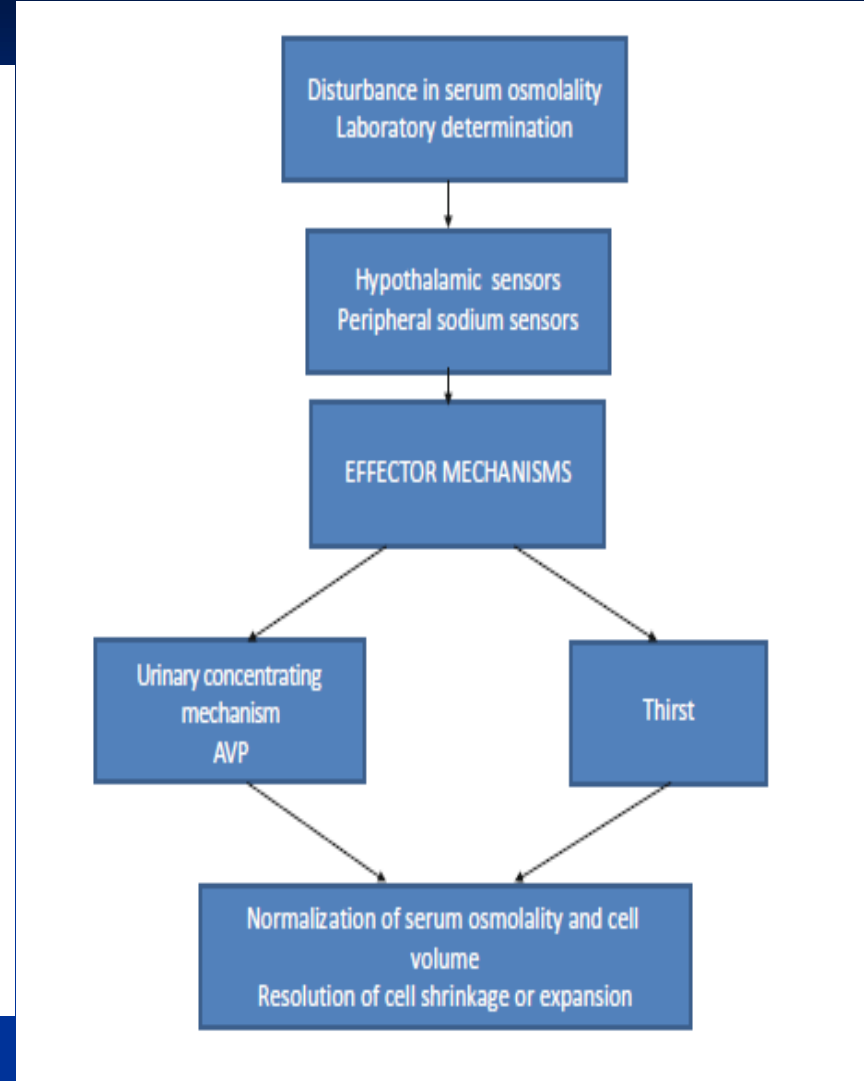 Disturbance in serum osmolality
Laboratory determination
Hypothalamic sensors
Peripheral sodium sensors
EFFECTOR MECHANISMS
Urinary concentrating
mechanism
AVP
Thirst
Normalization of serum osmolality and cell
volume
Resolution of cell shrinkage or expansion